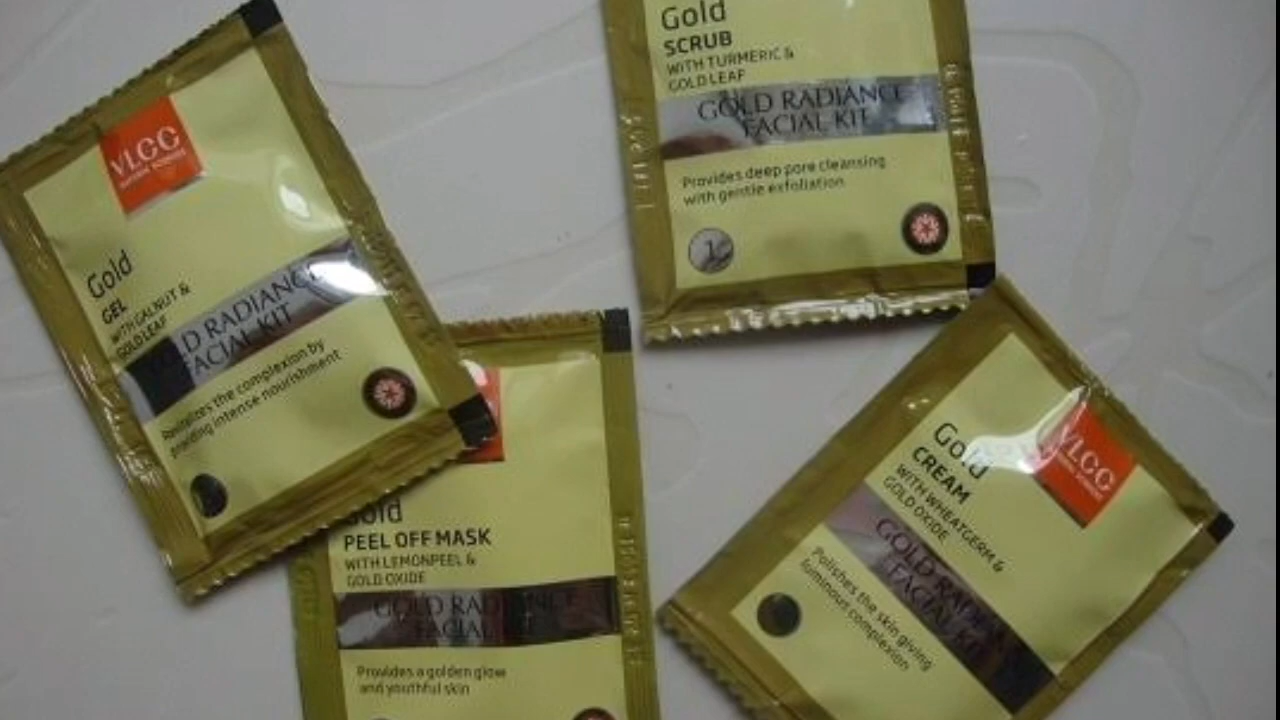 VLCC
Gold
GEL
WITH GALNUT &
GOLD LEAF
D RADIANCE
FACIAL KIT
Revitalizes the complexion by
providing intense nourishment
Gold
SCRUB
WITH TURMERIC &
GOLD LEAF
GOLD RADIANCE
FACIAL KIT
Provides deep pore cleansing
with gentle exfoliation
1
Gold
PEEL OFF MASK
WITH LEMONPEEL &
GOLD OXIDE
GOLD RADIANCE
FACIAL KIT
Provides a golden glow
and youthful skin
VLCC
Gold
CREAM
WITH WHEATGERM &
GOLD OXIDE
GOLD RADIANCE
FACIAL KIT
Polishes the skin giving
luminous complexion